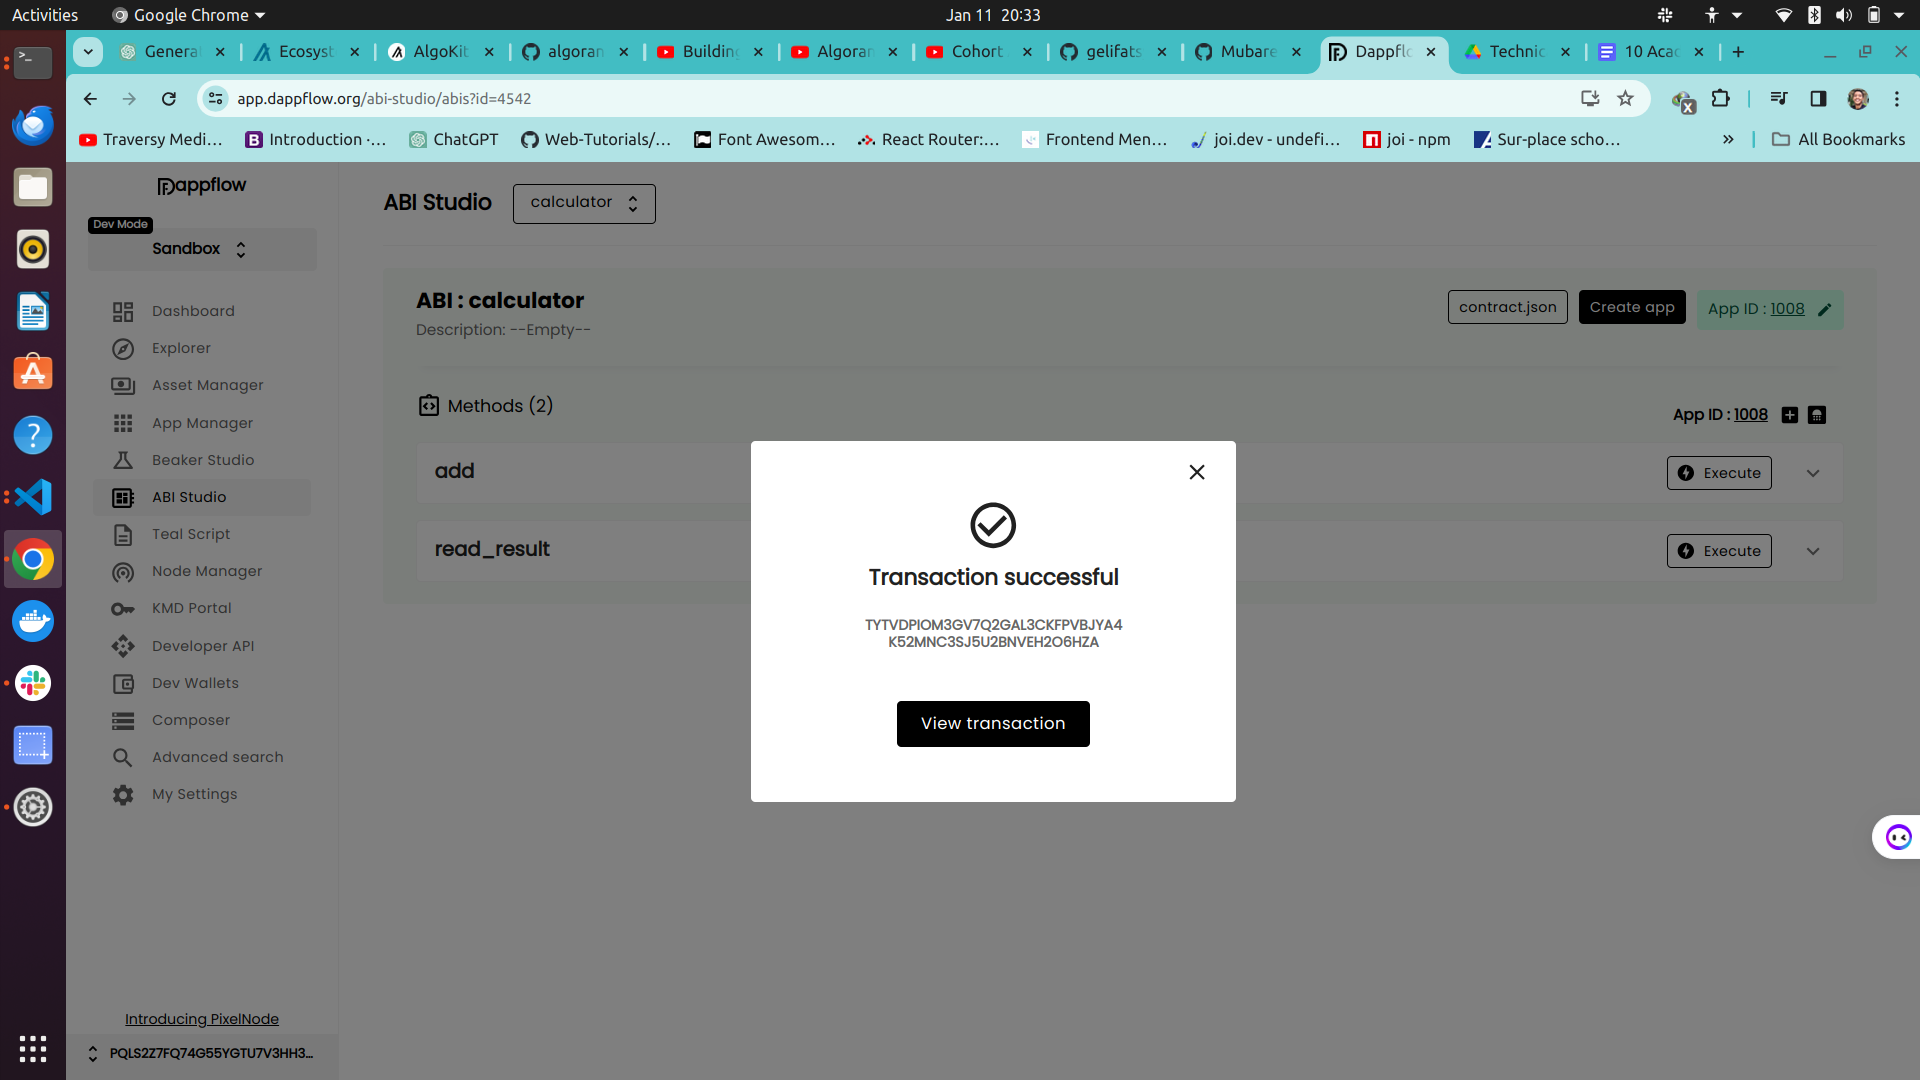 Activities
Google Chrome
Jan 11 20:33
Genera
Ecosyst
AlgoKit
algoran
Building
Algoran
Cohort
gelifats
Mubare
Dappflo
Technic
10 Acad
app.dappflow.org/abi-studio/abis?id=4542
X
Traversy Medi...
Introduction ·...
ChatGPT
Web-Tutorials/...
Font Awesom...
React Router:...
Frontend Men...
joi.dev - undefi...
joi - npm
Sur-place scho...
»
All Bookmarks
Dappflow
Dev Mode
Sandbox
Dashboard
Explorer
Asset Manager
App Manager
Beaker Studio
ABI Studio
Teal Script
Node Manager
KMD Portal
Developer API
Dev Wallets
Composer
Advanced search
My Settings
Introducing PixelNode
PQLS2Z7FQ74G55YGTU7V3HH3...
ABI Studio
calculator
ABI : calculator
Description: --Empty--
contract.json
Create app
App ID : 1008
Methods (2)
App ID : 1008
add
Execute
read_result
Execute
Transaction successful
TYTVDPIOM3GV7Q2GAL3CKFPVBJYA4
K52MNC3SJ5U2BNVEH2O6HZA
View transaction